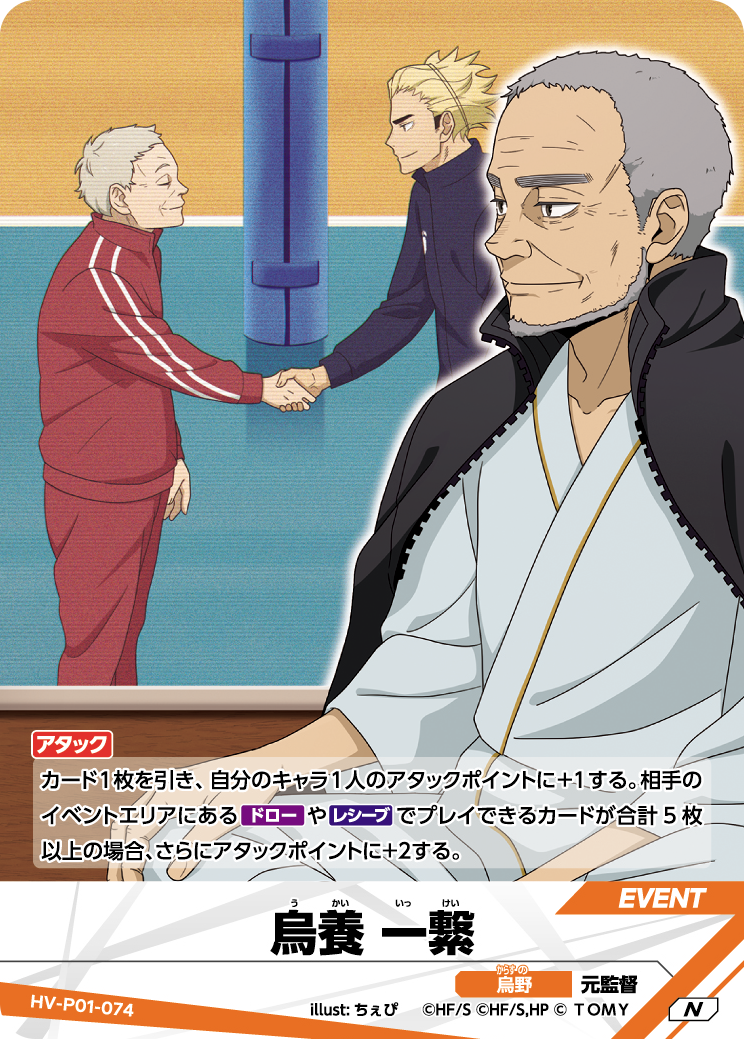 アタック
カード1枚を引き、自分のキャラ1人のアタックポイントに+1する。相手の
イベントエリアにある ドロー や レシーブ でプレイできるカードが合計5枚
以上の場合、さらにアタックポイントに+2する。
EVENT
う かい いっ けい
烏養 一繋
からすの
烏野 元監督
HV-P01-074
illust: ちぇぴ ©HF/S ©HF/S,HP © TOMY
N